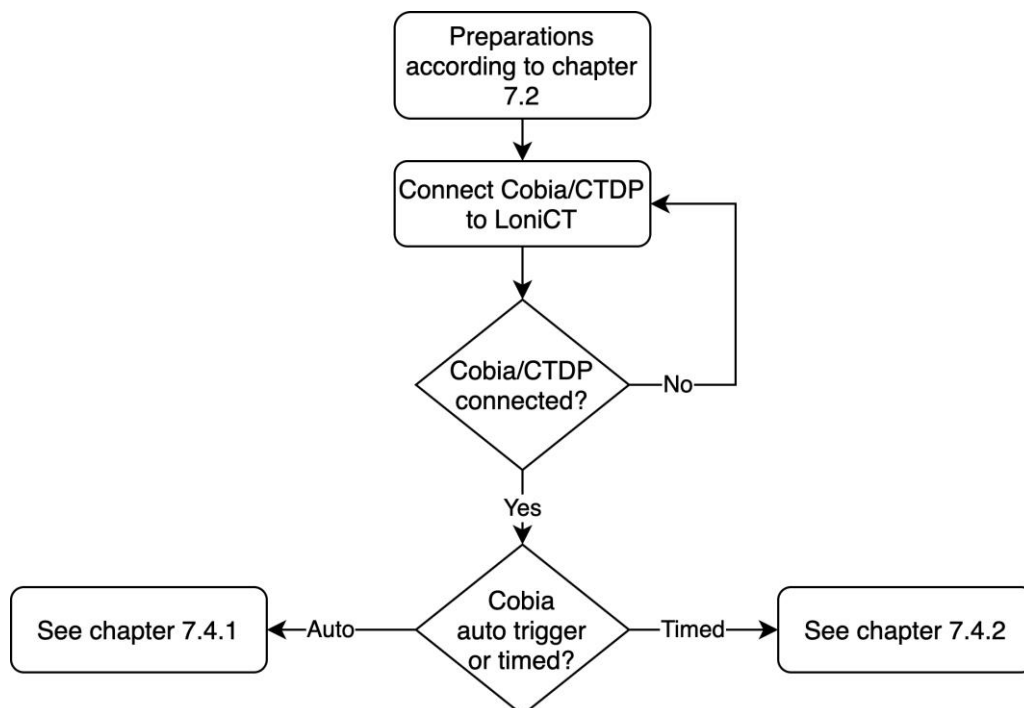 Preparations
according to chapter
7.2
Connect Cobia/CTDP
to LoniCT
Cobia/CTDP
connected?
No
Yes
Cobia
auto trigger
or timed?
See chapter 7.4.1
Auto
Timed
See chapter 7.4.2